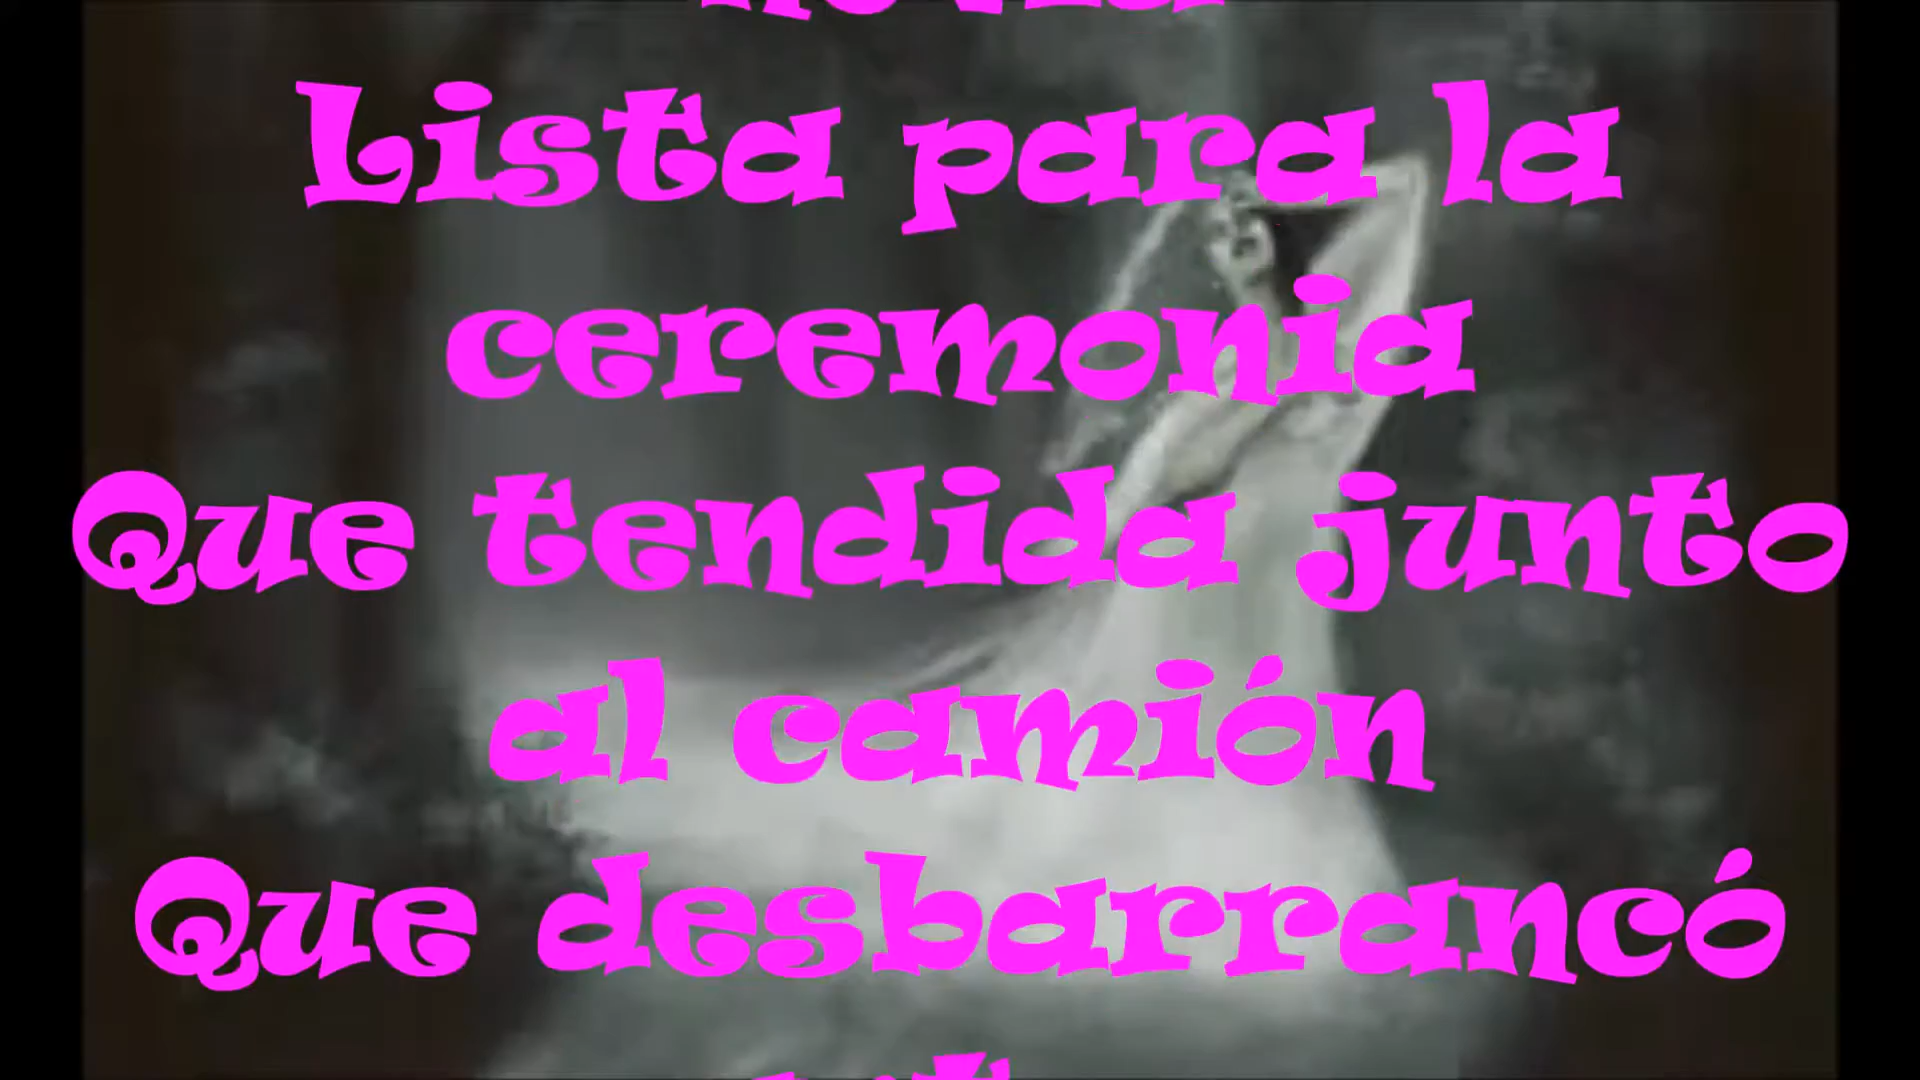 Lista para la
ceremonia
Que tendida junto
al camión
Que desbarrancó